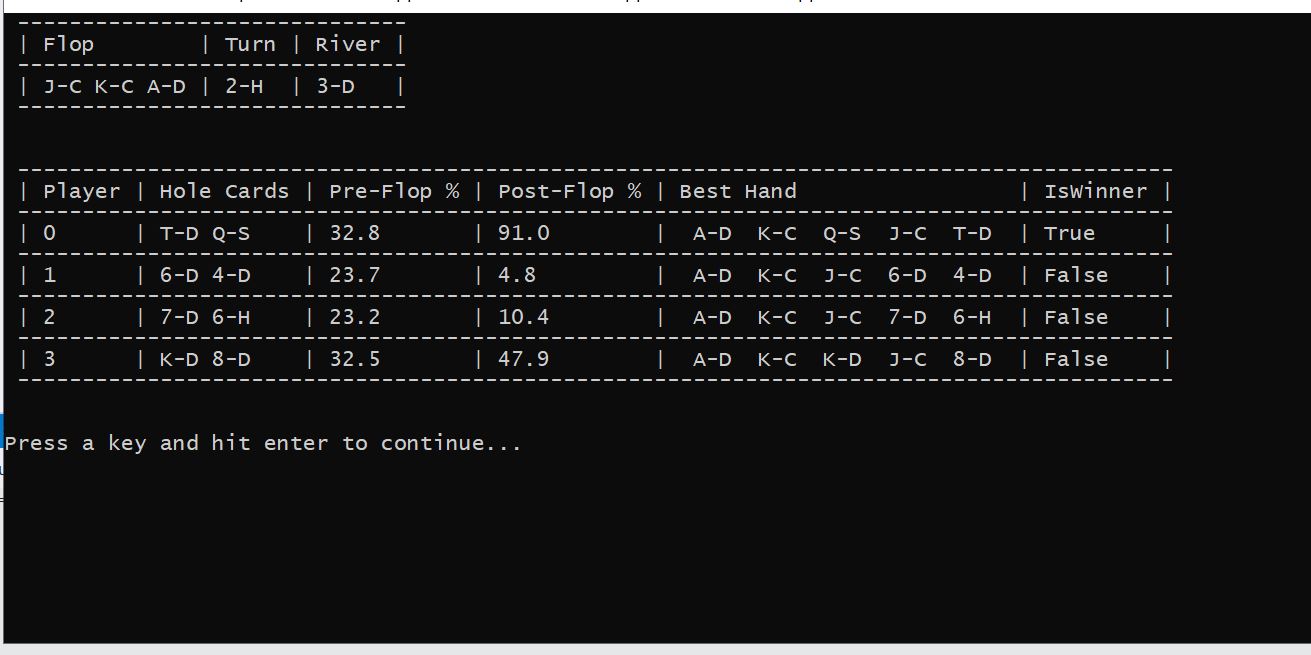 ------------------------------
| Flop        | Turn | River |
------------------------------
| J-C K-C A-D | 2-H  | 3-D   |
------------------------------
-----------------------------------------------------------------------------------------
| Player | Hole Cards | Pre-Flop % | Post-Flop % | Best Hand                 | IsWinner |
-----------------------------------------------------------------------------------------
| 0      | T-D Q-S    | 32.8       | 91.0        |  A-D  K-C  Q-S  J-C  T-D  | True     |
-----------------------------------------------------------------------------------------
| 1      | 6-D 4-D    | 23.7       | 4.8         |  A-D  K-C  J-C  6-D  4-D  | False    |
-----------------------------------------------------------------------------------------
| 2      | 7-D 6-H    | 23.2       | 10.4        |  A-D  K-C  J-C  7-D  6-H  | False    |
-----------------------------------------------------------------------------------------
| 3      | K-D 8-D    | 32.5       | 47.9        |  A-D  K-C  K-D  J-C  8-D  | False    |
-----------------------------------------------------------------------------------------
Press a key and hit enter to continue...